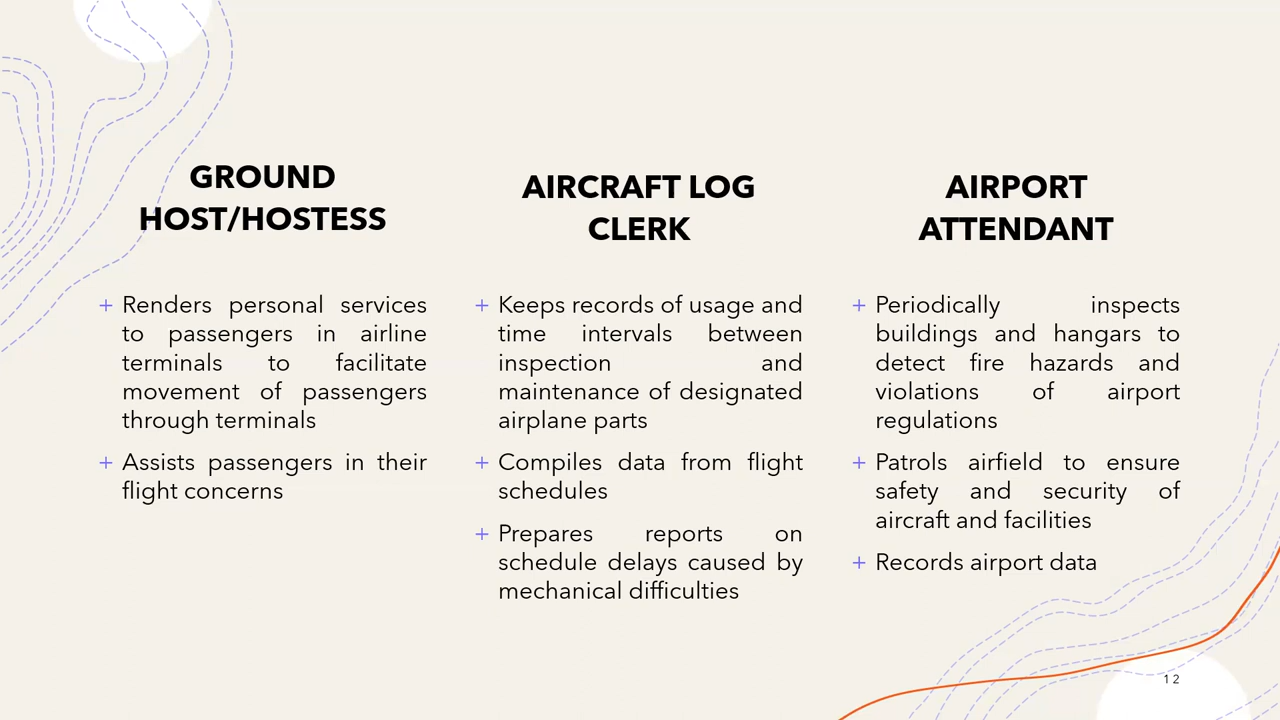 GROUND
HOST/HOSTESS
+ Renders personal services
to passengers in airline
terminals to facilitate
movement of passengers
through terminals
+ Assists passengers in their
flight concerns
AIRCRAFT LOG
CLERK
+ Keeps records of usage and
time intervals between
inspection and
maintenance of designated
airplane parts
+ Compiles data from flight
schedules
+ Prepares reports on
schedule delays caused by
mechanical difficulties
AIRPORT
ATTENDANT
+ Periodically inspects
buildings and hangars to
detect fire hazards and
violations of airport
regulations
+ Patrols airfield to ensure
safety and security of
aircraft and facilities
+ Records airport data
12